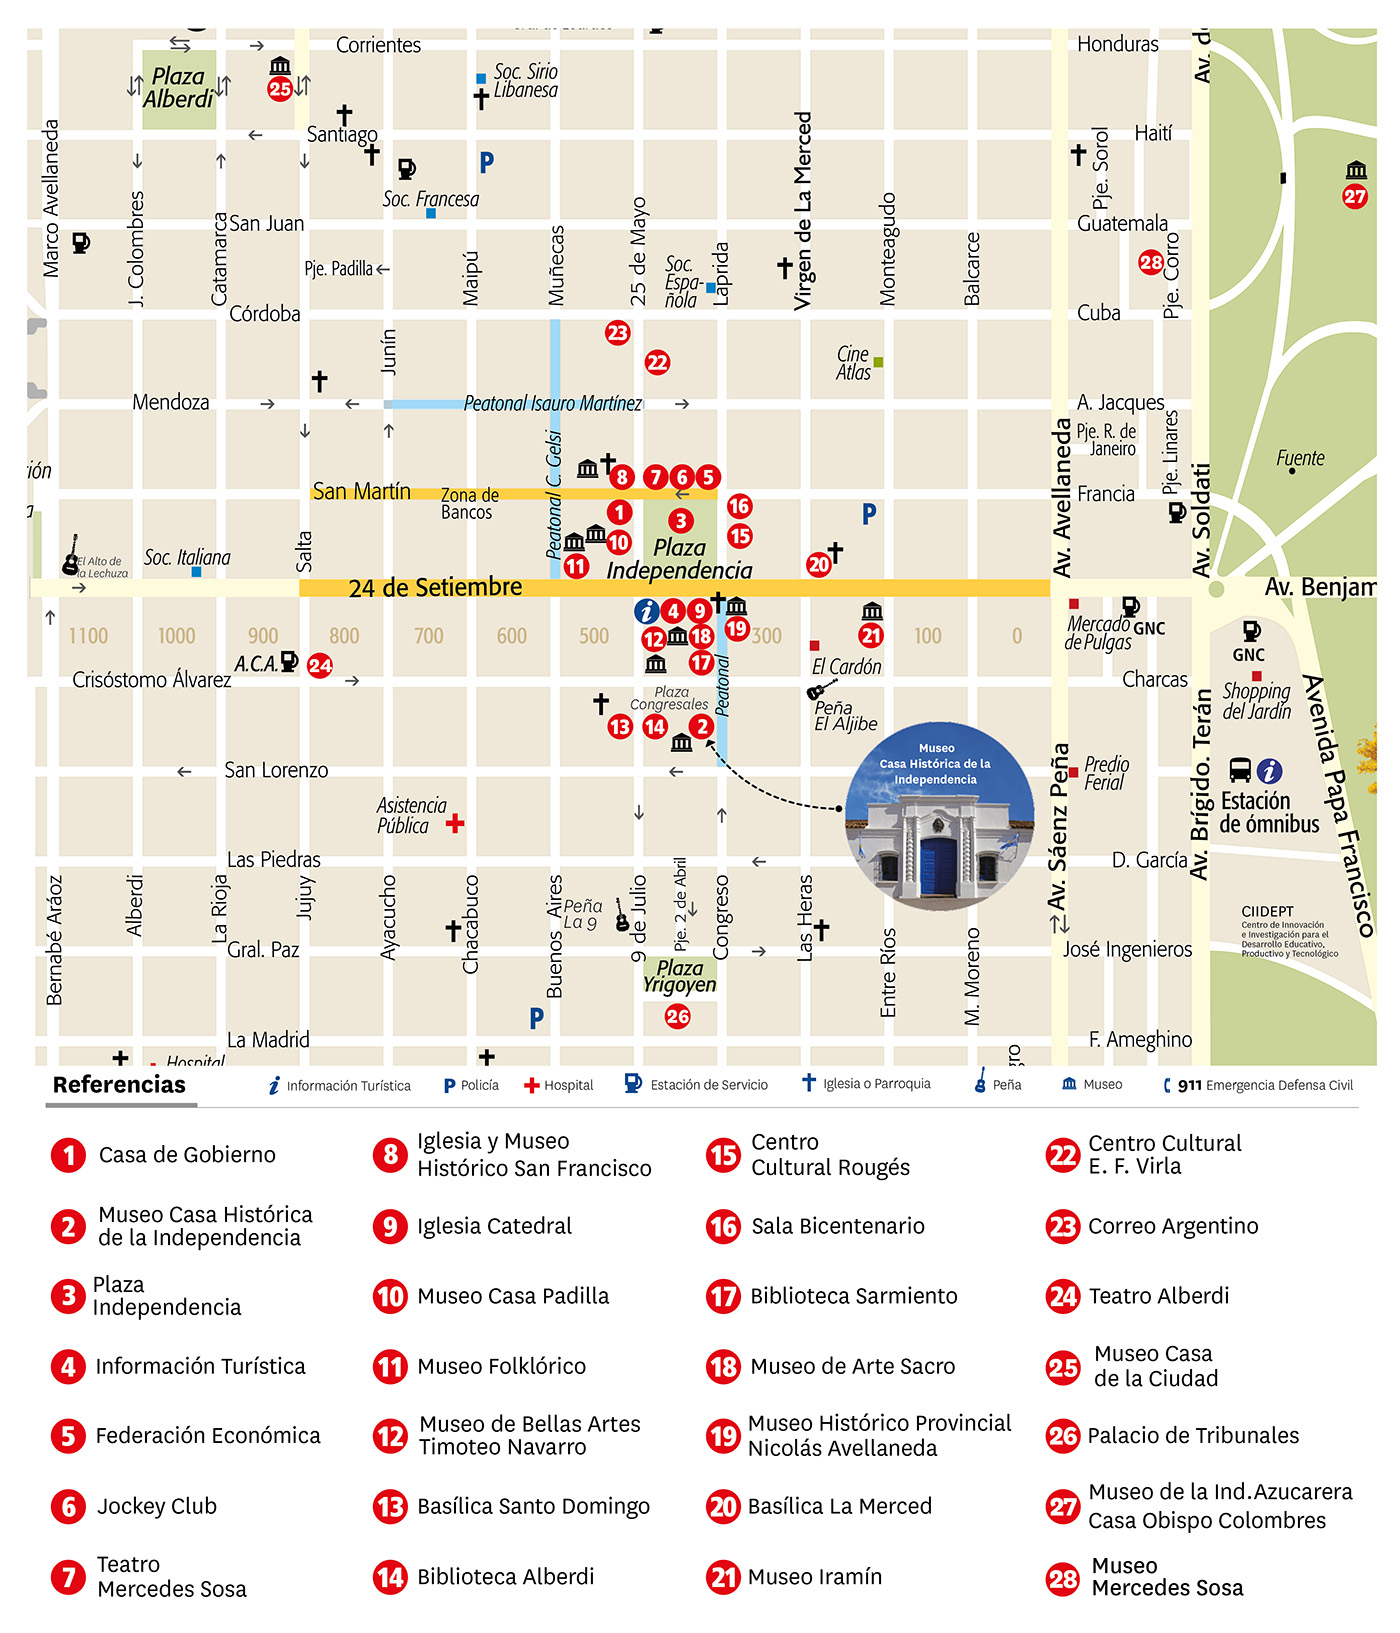 Corrientes
Honduras
Av. de
Plaza
Alberdi
25
Soc. Sirio
Libanesa
Santiago
Haití
Marco Avellaneda
Virgen de La Merced
Pje. Sorol
P
27
Soc. Francesa
J. Colombres
Catamarca
San Juan
Maipú
Muñecas
25 de Mayo
Laprida
Monteagudo
Balcarce
Guatemala
Pje. Corro
28
Pje. Padilla
Soc.
Espa-
ñola
Córdoba
Cuba
Junín
23
22
Cine
Atlas
Mendoza
Peatonal Isauro Martínez
A. Jacques
Pje. R. de
Janeiro
Pje. Linares
Av. Avellaneda
Av. Soldati
Fuente
ión
a
Peatonal C. Gelsi
8
7
6
5
San Martín
Zona de
Bancos
Francia
1
3
16
P
10
15
Plaza
Independencia
11
20
Salta
Soc. Italiana
El Alto de
la Lechuza
24 de Setiembre
Av. Benjam
i
4
9
12
18
19
17
21
1100
1000
900
800
700
600
500
300
100
0
Mercado
de Pulgas
GNC
GNC
A.C.A.
24
El Cardón
Crisóstomo Álvarez
Charcas
Plaza
Congresales
Peatonal
Peña
El Aljibe
Shopping
del Jardín
13
14
2
Museo
Casa Histórica de la
Independencia
San Lorenzo
Predio
Ferial
Av. Sáenz Peña
Av. Brígido. Terán
Avenida Papa Francisco
i
Estación
de ómnibus
Asistencia
Pública
Las Piedras
D. García
Bernabé Aráoz
Alberdi
La Rioja
Jujuy
Ayacucho
Chacabuco
Buenos Aires
Peña
La 9
9 de Julio
Pje. 2 de Abril
Congreso
Las Heras
Entre Ríos
M. Moreno
CIIDEPT
Centro de Innovación
e Investigación para el
Desarrollo Educativo,
Productivo y Tecnológico
Gral. Paz
José Ingenieros
Plaza
Yrigoyen
26
P
La Madrid
F. Ameghino
gro
Hospital
Referencias
i Información Turística
P Policía
Hospital
Estación de Servicio
Iglesia o Parroquia
Peña
Museo
911 Emergencia Defensa Civil
1 Casa de Gobierno
2 Museo Casa Histórica
de la Independencia
3 Plaza
Independencia
4 Información Turística
5 Federación Económica
6 Jockey Club
7 Teatro
Mercedes Sosa
8 Iglesia y Museo
Histórico San Francisco
9 Iglesia Catedral
10 Museo Casa Padilla
11 Museo Folklórico
12 Museo de Bellas Artes
Timoteo Navarro
13 Basílica Santo Domingo
14 Biblioteca Alberdi
15 Centro
Cultural Rougés
16 Sala Bicentenario
17 Biblioteca Sarmiento
18 Museo de Arte Sacro
19 Museo Histórico Provincial
Nicolás Avellaneda
20 Basílica La Merced
21 Museo Iramín
22 Centro Cultural
E. F. Virla
23 Correo Argentino
24 Teatro Alberdi
25 Museo Casa
de la Ciudad
26 Palacio de Tribunales
27 Museo de la Ind.Azucarera
Casa Obispo Colombres
28 Museo
Mercedes Sosa